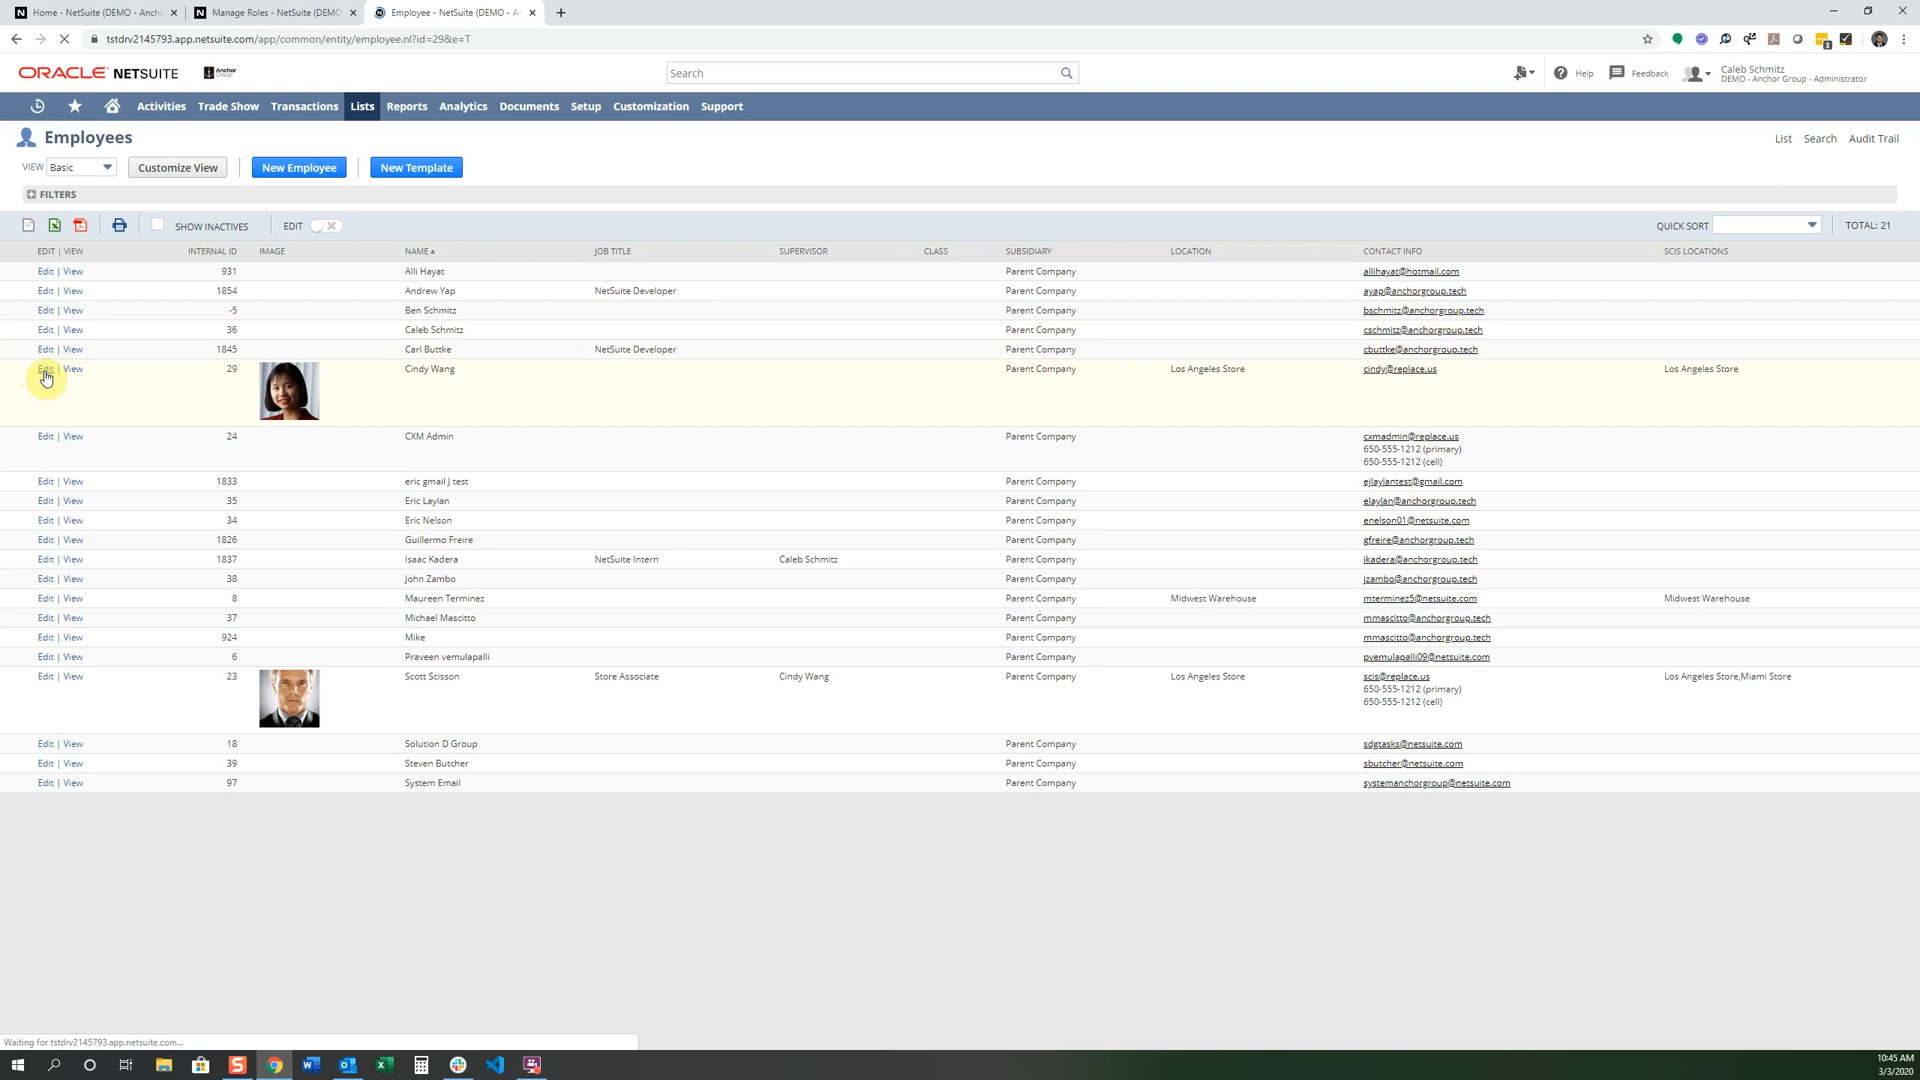 Home - NetSuite (DEMO - Ancho
Manage Roles - NetSuite (DEMO
Employee - NetSuite (DEMO - A
tstdrv2145793.app.netsuite.com/app/common/entity/employee.nl?id=29&e=T
ORACLE NETSUITE Anchor Group
Search
Help
Feedback
Caleb Schmitz
DEMO - Anchor Group - Administrator
Activities Trade Show Transactions Lists Reports Analytics Documents Setup Customization Support
Employees
List Search Audit Trail
VIEW Basic Customize View New Employee New Template
FILTERS
SHOW INACTIVES EDIT QUICK SORT TOTAL: 21
EDIT | VIEW INTERNAL ID IMAGE NAME JOB TITLE SUPERVISOR CLASS SUBSIDIARY LOCATION CONTACT INFO SCIS LOCATIONS
Edit | View 931 Alli Hayat Parent Company allihayat@hotmail.com
Edit | View 1854 Andrew Yap NetSuite Developer Parent Company ayap@anchorgroup.tech
Edit | View -5 Ben Schmitz Parent Company bschmitz@anchorgroup.tech
Edit | View 36 Caleb Schmitz Parent Company cschmitz@anchorgroup.tech
Edit | View 1845 Carl Buttke NetSuite Developer Parent Company cbuttke@anchorgroup.tech
Edit | View 29 Cindy Wang Parent Company Los Angeles Store cindy@replace.us Los Angeles Store
Edit | View 24 CXM Admin Parent Company cxmadmin@replace.us
650-555-1212 (primary)
650-555-1212 (cell)
Edit | View 1833 eric gmail J test Parent Company ejlaylantest@gmail.com
Edit | View 35 Eric Laylan Parent Company elaylan@anchorgroup.tech
Edit | View 34 Eric Nelson Parent Company enelson01@netsuite.com
Edit | View 1826 Guillermo Freire Parent Company gfreire@anchorgroup.tech
Edit | View 1837 Isaac Kadera NetSuite Intern Caleb Schmitz Parent Company ikadera@anchorgroup.tech
Edit | View 38 John Zambo Parent Company jzambo@anchorgroup.tech
Edit | View 8 Maureen Terminez Parent Company Midwest Warehouse mterminez5@netsuite.com Midwest Warehouse
Edit | View 37 Michael Mascitto Parent Company mmascitto@anchorgroup.tech
Edit | View 924 Mike Parent Company mmascitto@anchorgroup.tech
Edit | View 6 Praveen vemulapalli Parent Company pvemulapalli09@netsuite.com
Edit | View 23 Scott Scisson Store Associate Cindy Wang Parent Company Los Angeles Store scis@replace.us Los Angeles Store,Miami Store
650-555-1212 (primary)
650-555-1212 (cell)
Edit | View 18 Solution D Group Parent Company sdgtasks@netsuite.com
Edit | View 39 Steven Butcher Parent Company sbutcher@netsuite.com
Edit | View 97 System Email Parent Company systemanchorgroup@netsuite.com
Waiting for tstdrv2145793.app.netsuite.com...
10:45 AM
3/3/2020